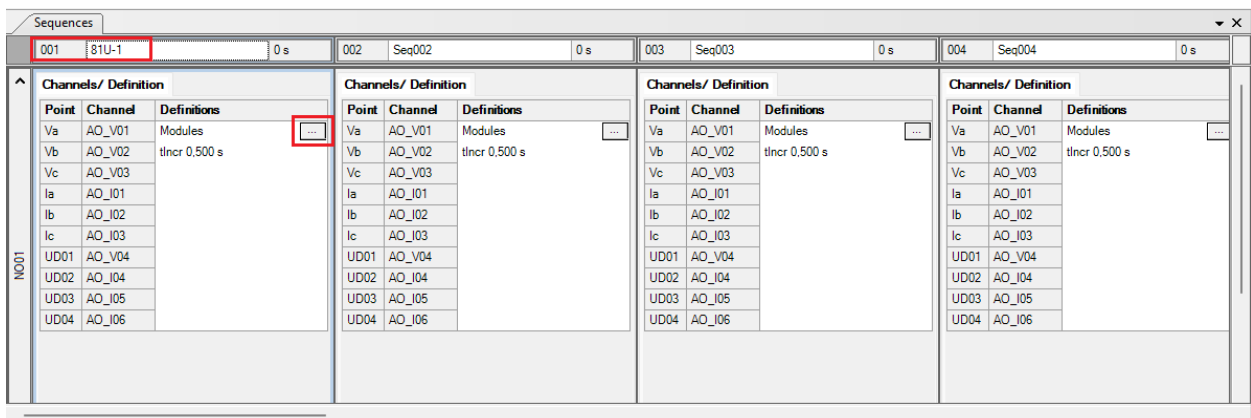 Sequences
001 81U-1 0 s 002 Seq002 0 s 003 Seq003 0 s 004 Seq004 0 s
Channels/ Definition Channels/ Definition Channels/ Definition Channels/ Definition
Point Channel Definitions Point Channel Definitions Point Channel Definitions Point Channel Definitions
Va AO_V01 Modules ... Va AO_V01 Modules ... Va AO_V01 Modules ... Va AO_V01 Modules ...
Vb AO_V02 tIncr 0,500 s Vb AO_V02 tIncr 0,500 s Vb AO_V02 tIncr 0,500 s Vb AO_V02 tIncr 0,500 s
Vc AO_V03 Vc AO_V03 Vc AO_V03 Vc AO_V03
Ia AO_I01 Ia AO_I01 Ia AO_I01 Ia AO_I01
Ib AO_I02 Ib AO_I02 Ib AO_I02 Ib AO_I02
Ic AO_I03 Ic AO_I03 Ic AO_I03 Ic AO_I03
UD01 AO_V04 UD01 AO_V04 UD01 AO_V04 UD01 AO_V04
UD02 AO_I04 UD02 AO_I04 UD02 AO_I04 UD02 AO_I04
UD03 AO_I05 UD03 AO_I05 UD03 AO_I05 UD03 AO_I05
UD04 AO_I06 UD04 AO_I06 UD04 AO_I06 UD04 AO_I06
NO01